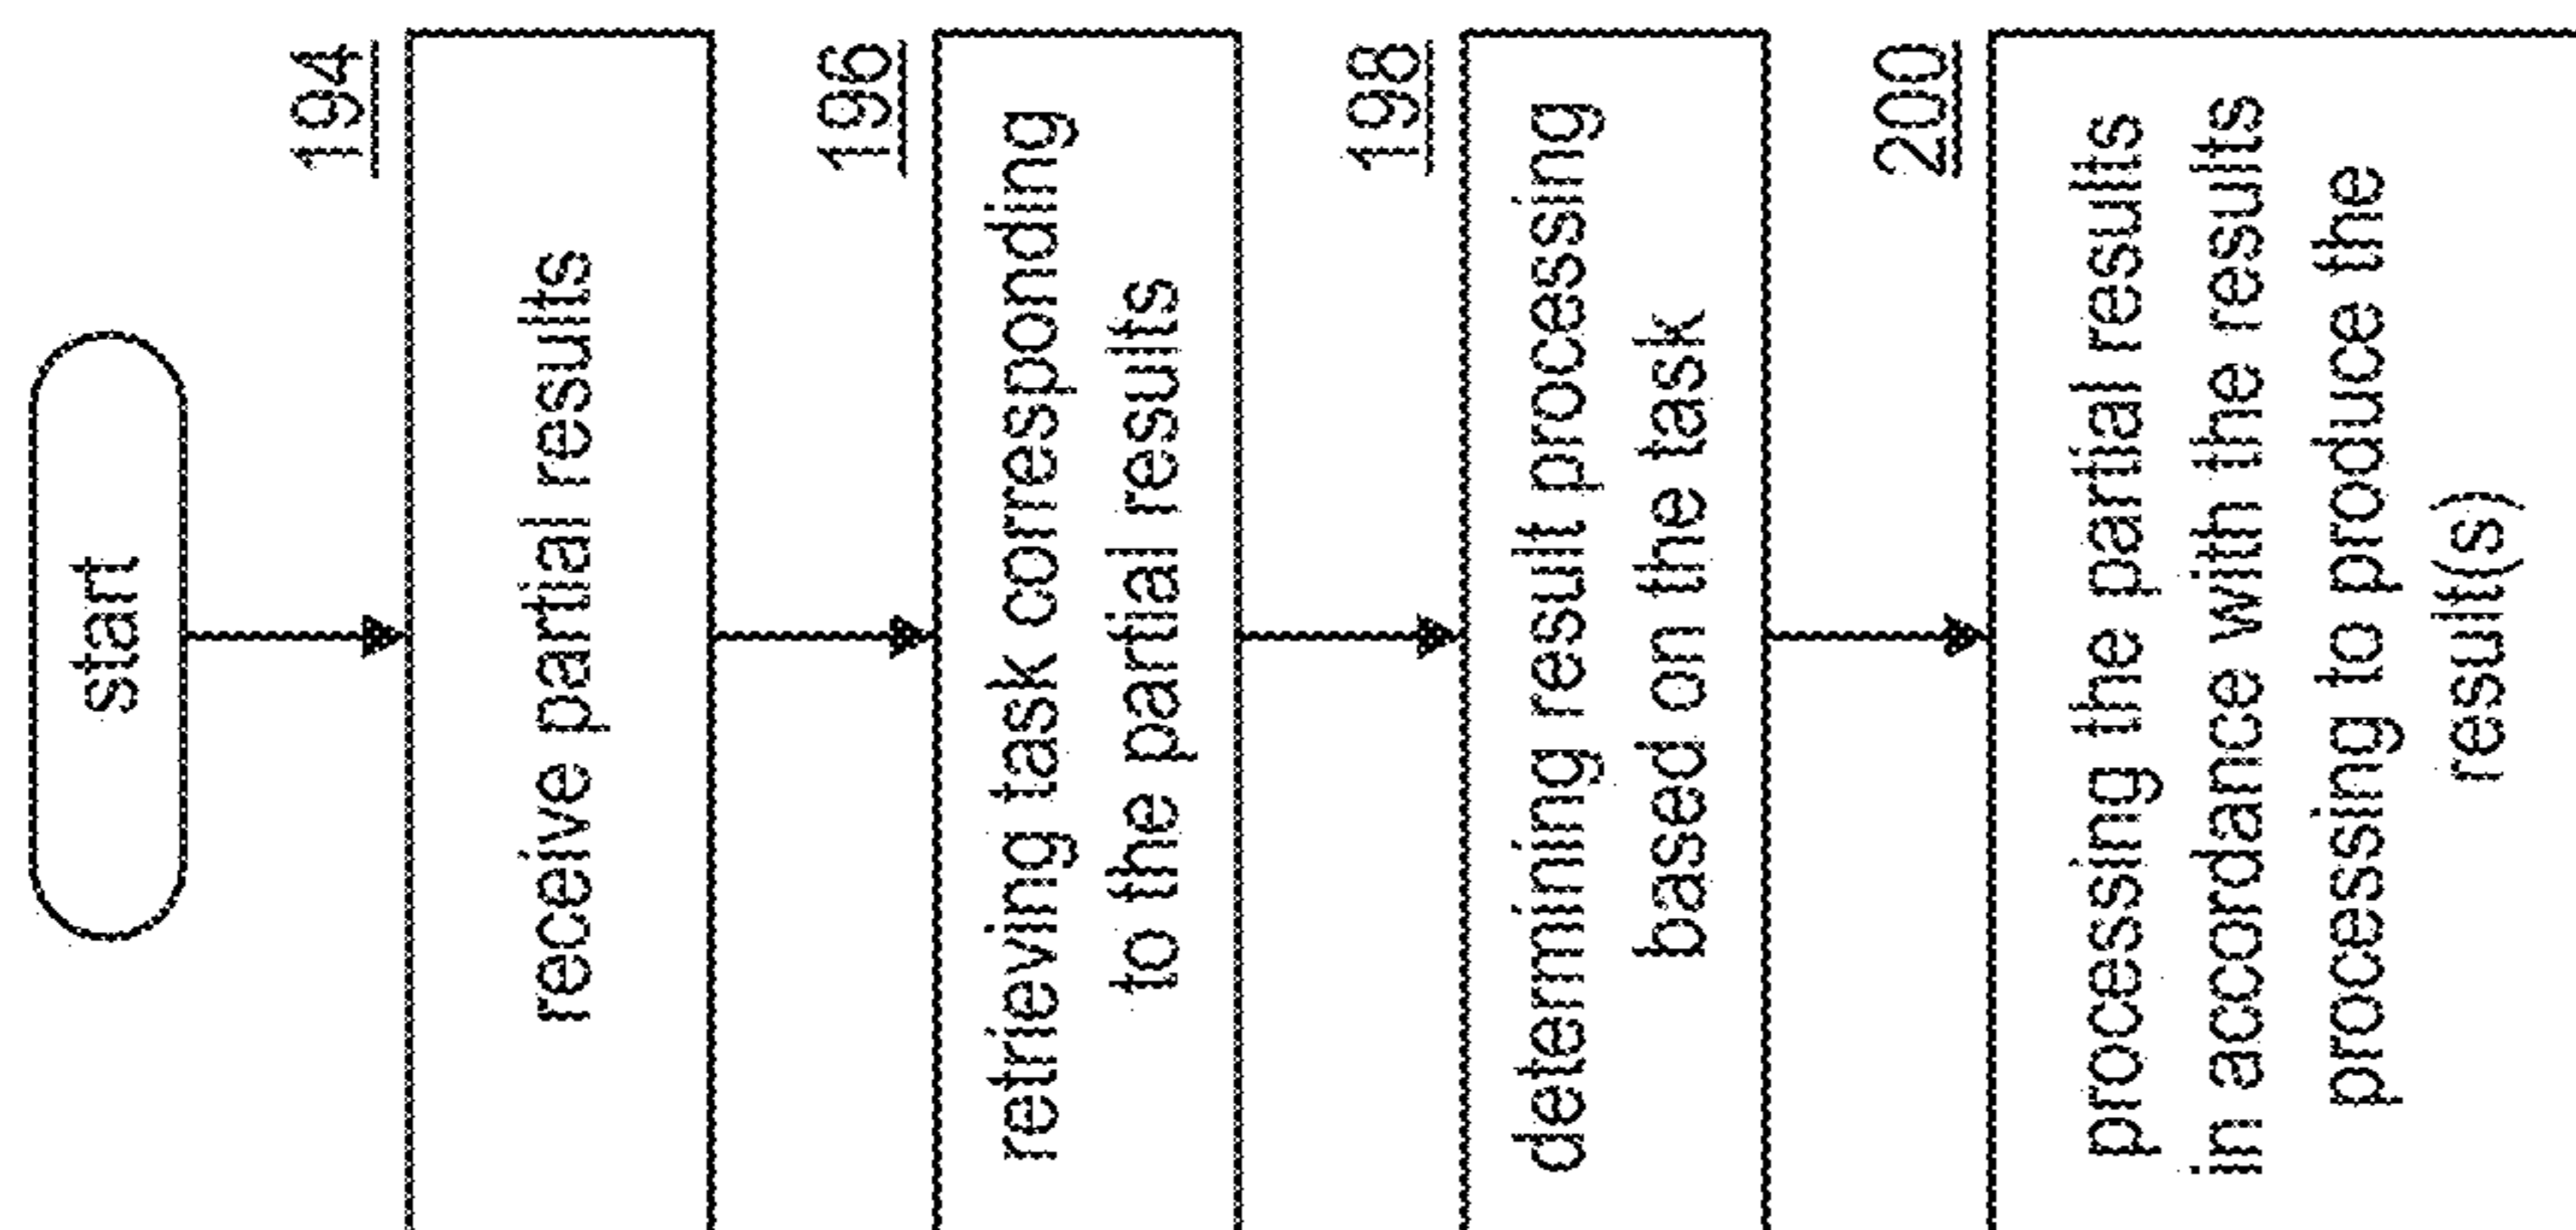 start
194
receive partial results
196
retrieving task corresponding
to the partial results
198
determining result processing
based on the task
200
processing the partial results
in accordance with the results
processing to produce the
result(s)